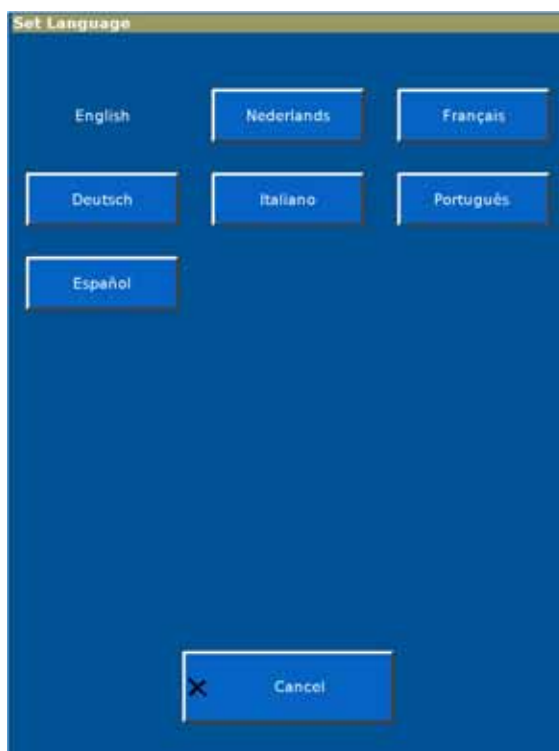 Set Language
English Nederlands Français
Deutsch Italiano Português
Español
Cancel